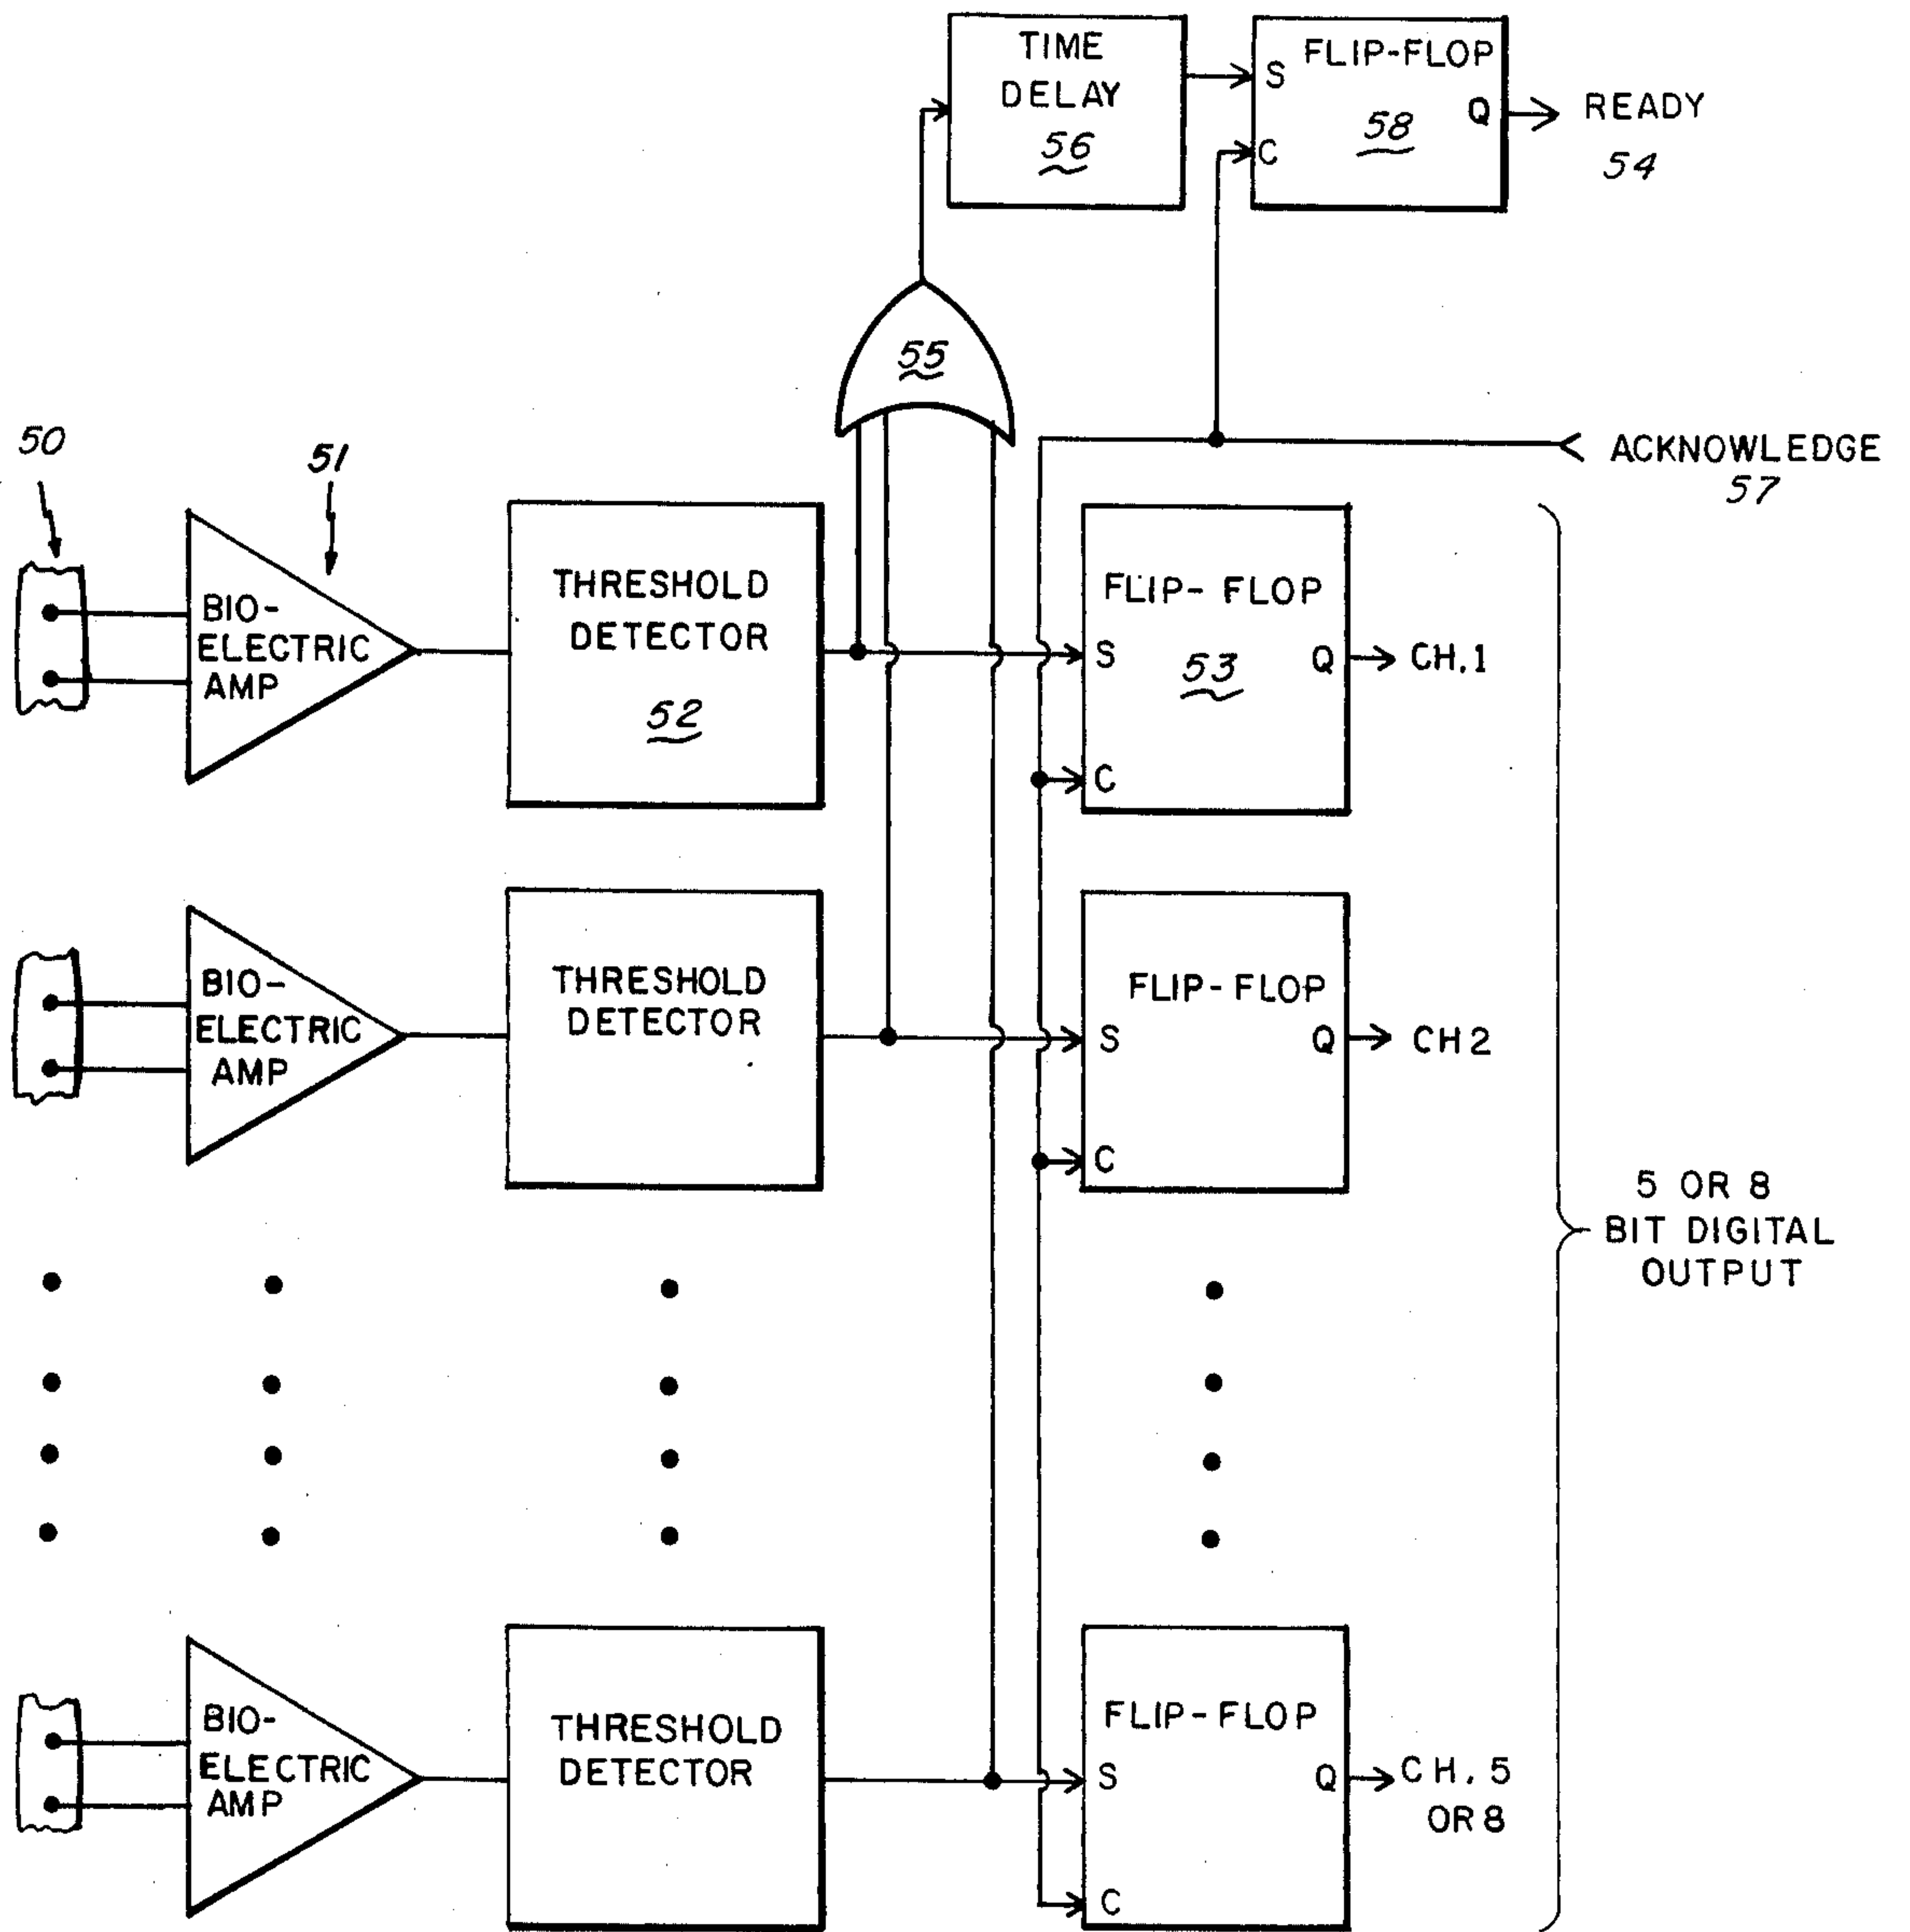 TIME
DELAY
56
FLIP-FLOP
S
58
Q
C
READY
54
55
50
51
ACKNOWLEDGE
57
BIO-
ELECTRIC
AMP
THRESHOLD
DETECTOR
52
FLIP- FLOP
S
53
Q
C
CH.1
BIO-
ELECTRIC
AMP
THRESHOLD
DETECTOR
FLIP-FLOP
S
Q
C
CH2
5 OR 8
BIT DIGITAL
OUTPUT
BIO-
ELECTRIC
AMP
THRESHOLD
DETECTOR
FLIP-FLOP
S
Q
C
CH. 5
OR 8